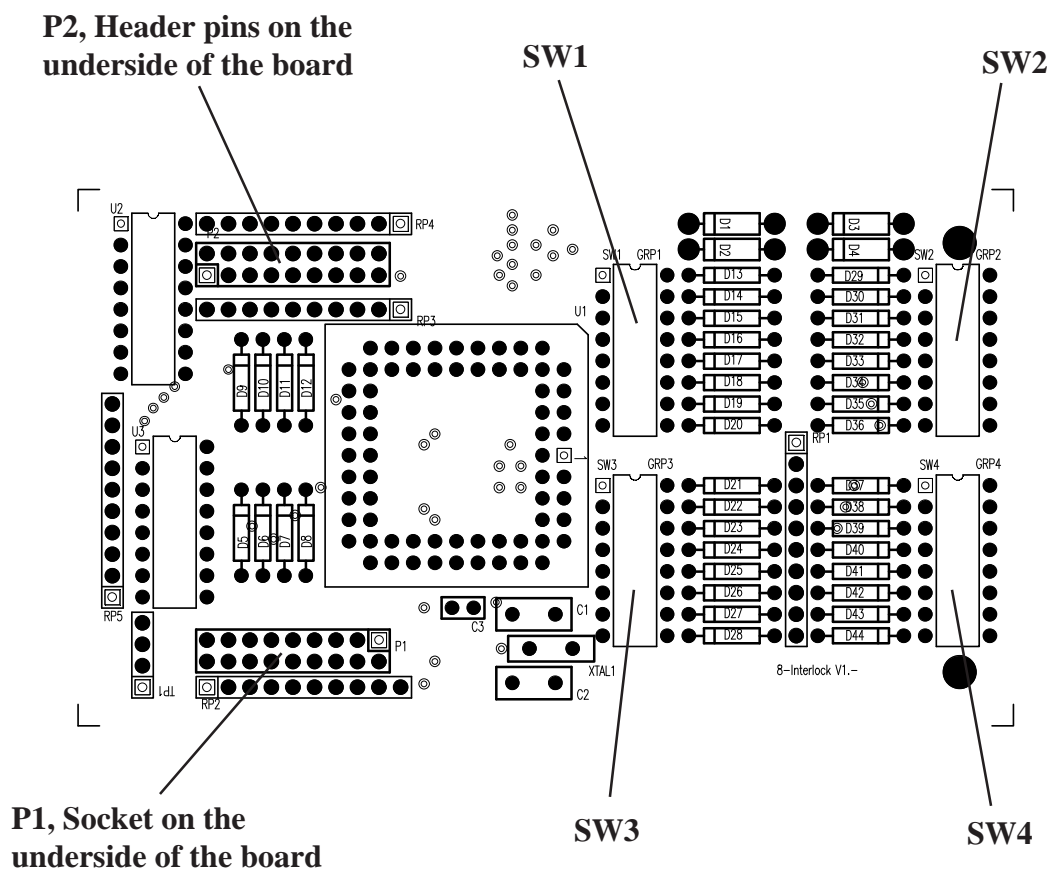 P2, Header pins on the
underside of the board
SW1
SW2
U2
RP4
P2
D1
D3
D2
D4
SW1
GRP1
SW2
GRP2
D13
D29
D14
D30
U1
D15
D31
RP3
D16
D32
D17
D33
D9
D10
D11
D12
D18
D34
D19
D35
D20
D36
U3
RP1
1
SW3
GRP3
SW4
GRP4
D21
D37
D22
D38
D23
D39
D5
D6
D7
D8
D24
D40
D25
D41
D26
D42
RP5
C3
C1
D27
D43
D28
D44
P1
XTAL1
8-Interlock V1.-
TP1
RP2
C2
P1, Socket on the
underside of the board
SW3
SW4